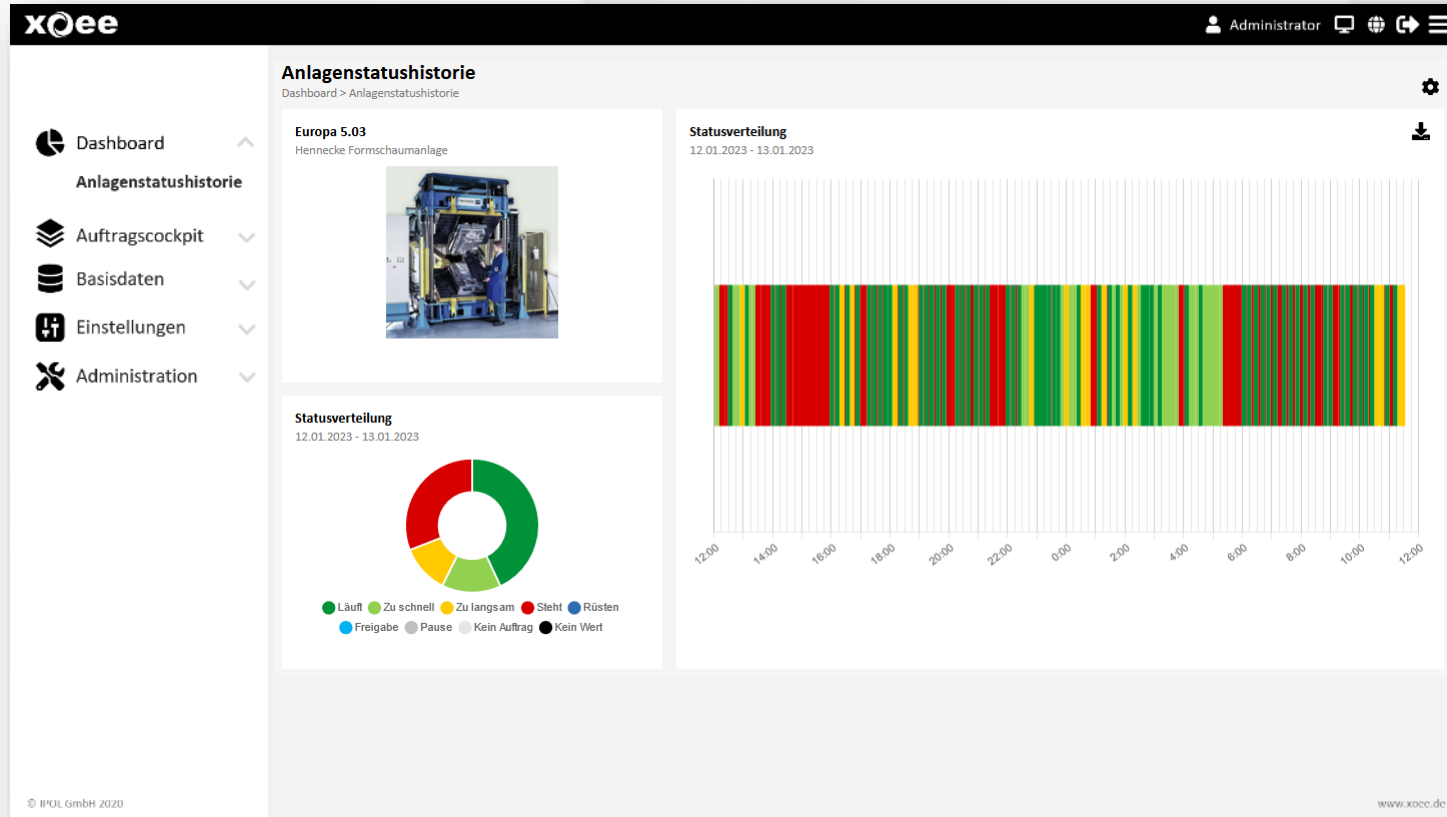 xoee
Administrator
Dashboard
Anlagenstatushistorie
Auftragscockpit
Basisdaten
Einstellungen
Administration
© IPOL GmbH 2020
Anlagenstatushistorie
Dashboard > Anlagenstatushistorie
Europa 5.03
Hennecke Formschaumanlage
Statusverteilung
12.01.2023 - 13.01.2023
Läuft Zu schnell Zu langsam Steht Rüsten
Freigabe Pause Kein Auftrag Kein Wert
Statusverteilung
12.01.2023 - 13.01.2023
12:00 14:00 16:00 18:00 20:00 22:00 0:00 2:00 4:00 6:00 8:00 10:00 12:00
www.xoee.de